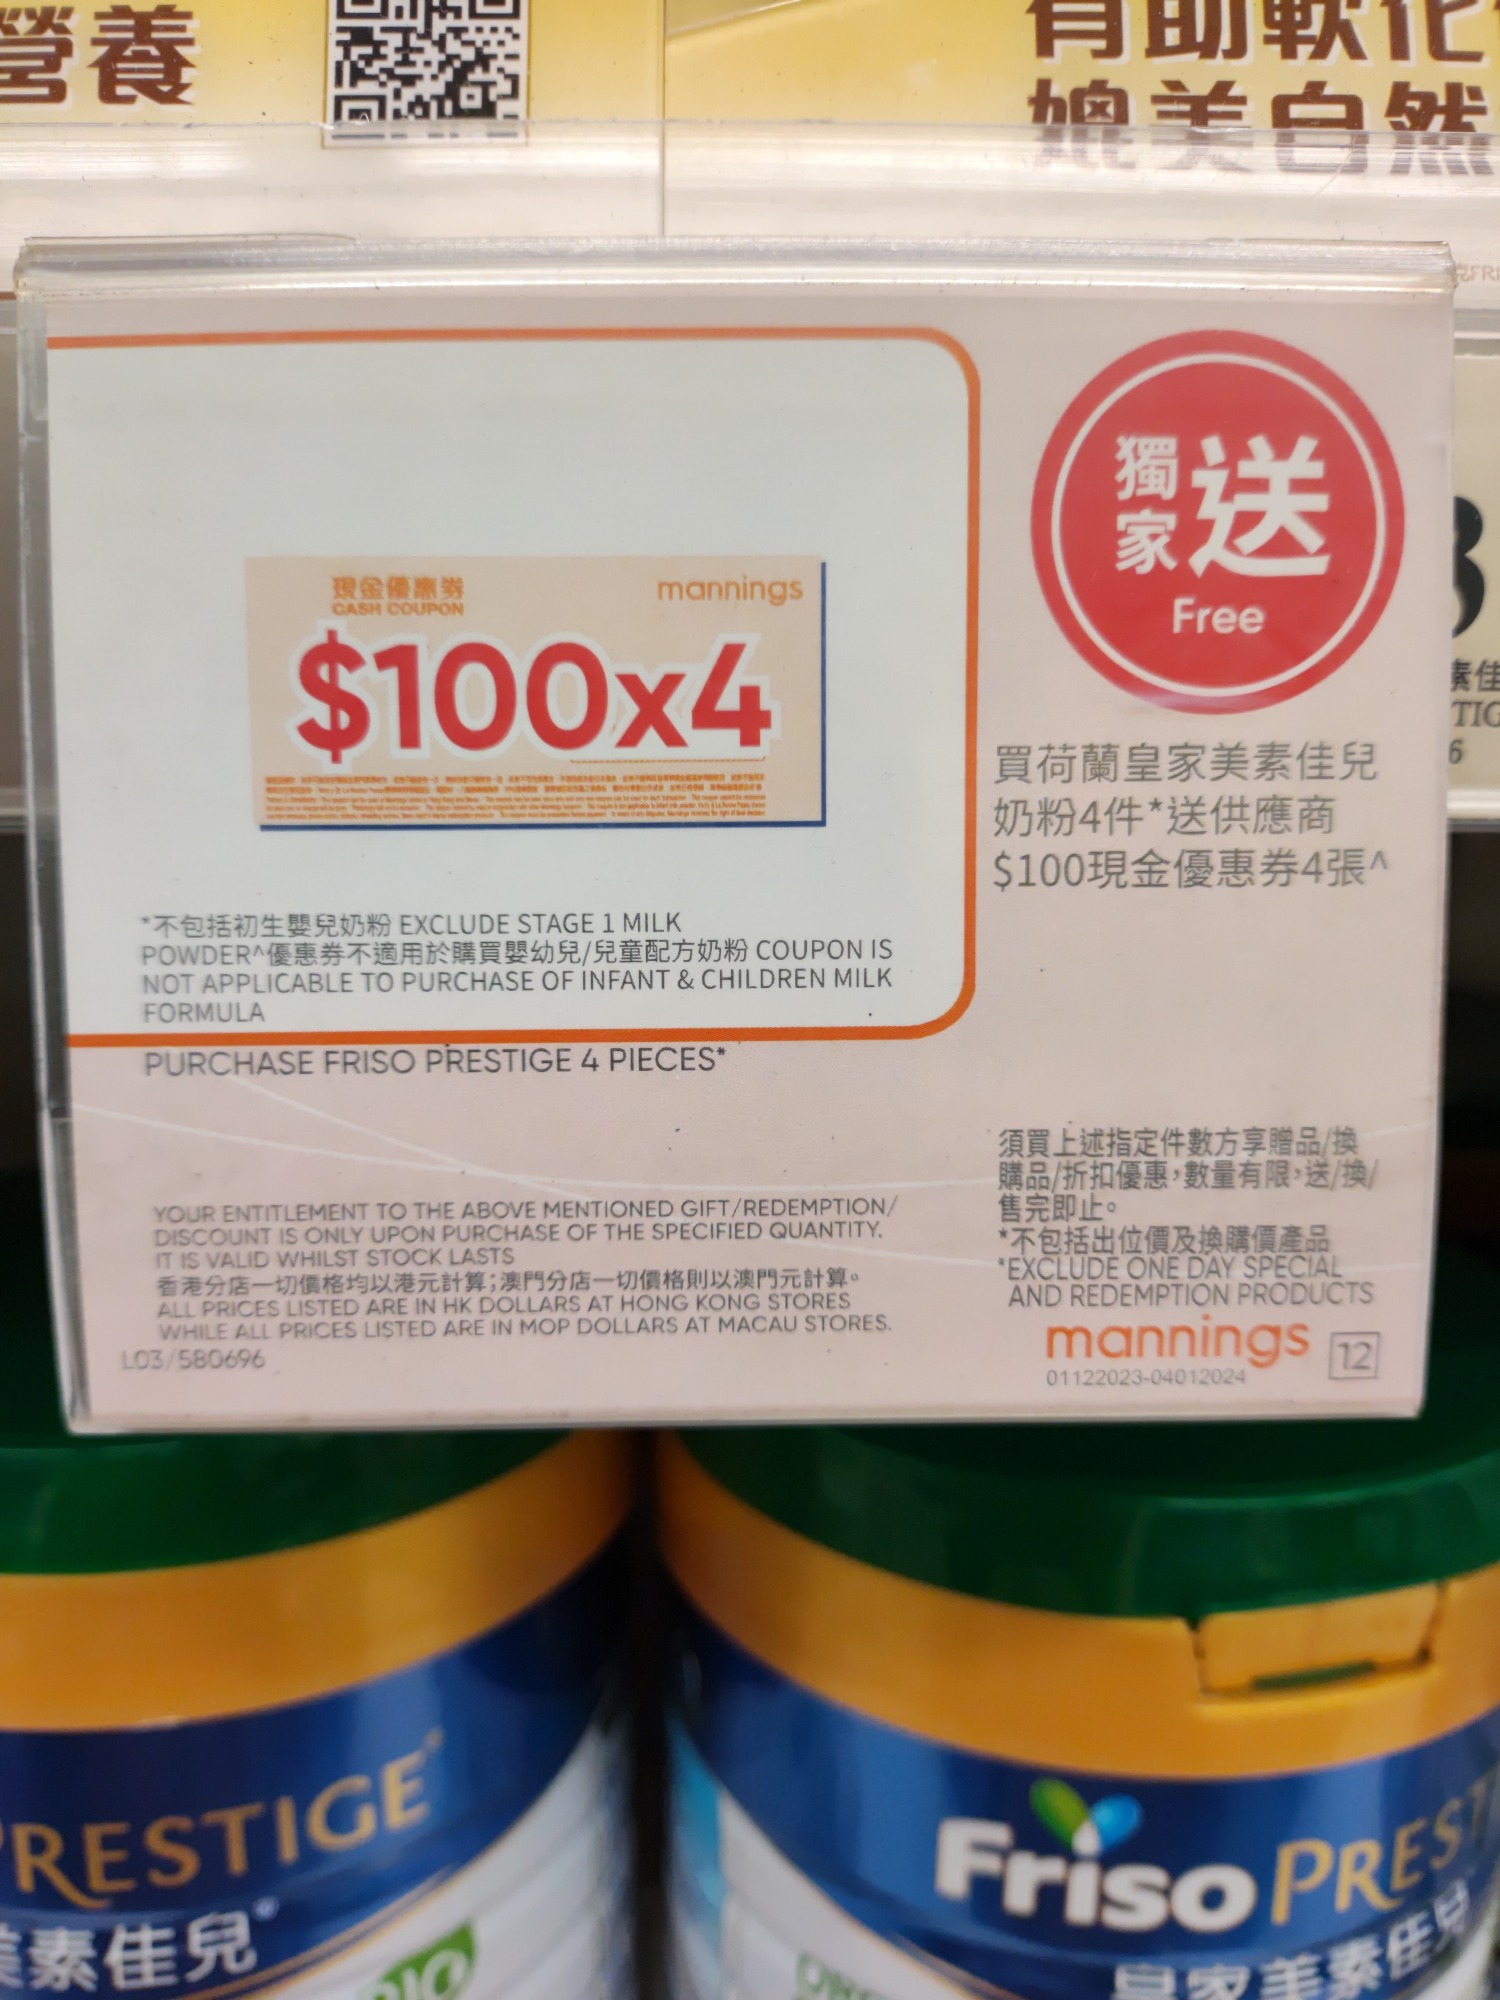 營養
有助軟化
媲美自然
獨家 送
Free
現金優惠券
CASH COUPON
mannings
$100x4
買荷蘭皇家美素佳兒
奶粉4件*送供應商
$100現金優惠券4張^
*不包括初生嬰兒奶粉 EXCLUDE STAGE 1 MILK
POWDER^優惠券不適用於購買嬰幼兒/兒童配方奶粉 COUPON IS
NOT APPLICABLE TO PURCHASE OF INFANT & CHILDREN MILK
FORMULA
PURCHASE FRISO PRESTIGE 4 PIECES*
須買上述指定件數方享贈品/換
購品/折扣優惠，數量有限，送/換/
售完即止。
*不包括出位價及換購價產品
*EXCLUDE ONE DAY SPECIAL
AND REDEMPTION PRODUCTS
YOUR ENTITLEMENT TO THE ABOVE MENTIONED GIFT/REDEMPTION/
DISCOUNT IS ONLY UPON PURCHASE OF THE SPECIFIED QUANTITY.
IT IS VALID WHILST STOCK LASTS
香港分店一切價格均以港元計算；澳門分店一切價格則以澳門元計算。
ALL PRICES LISTED ARE IN HK DOLLARS AT HONG KONG STORES
WHILE ALL PRICES LISTED ARE IN MOP DOLLARS AT MACAU STORES.
L03/580696
mannings 12
01122023-04012024
PRESTIGE
美素佳兒
Friso PREST
皇家美素佳兒